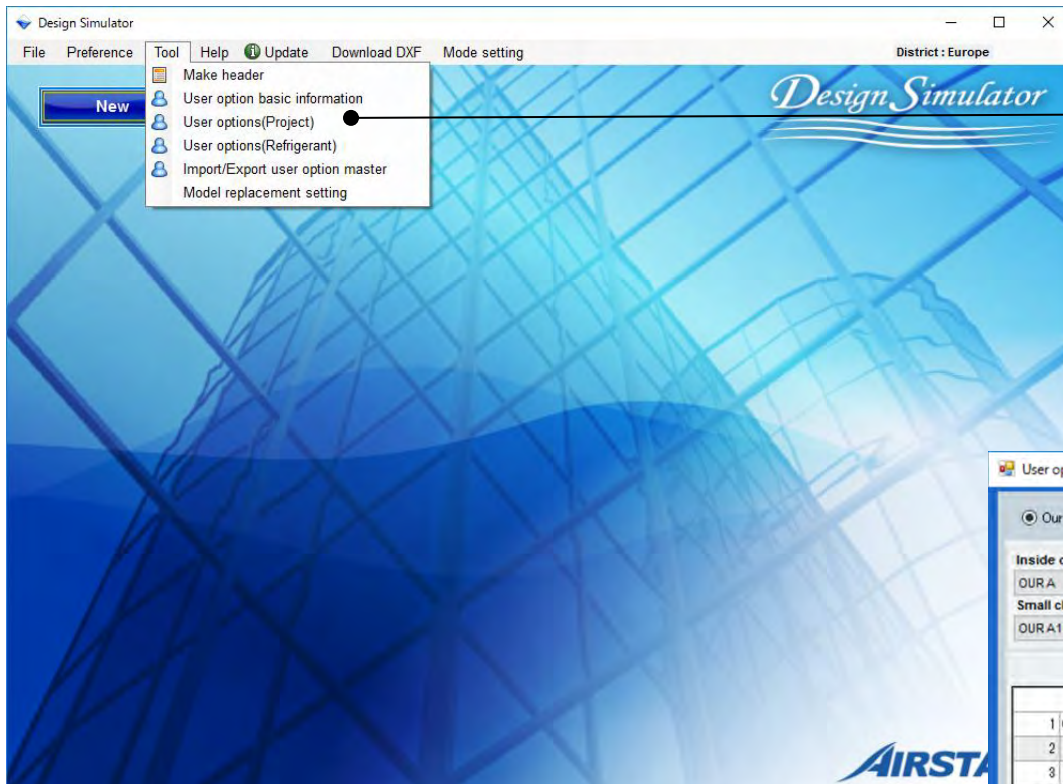 Design Simulator
File Preference Tool Help Update Download DXF Mode setting District : Europe
Make header
User option basic information
User options(Project)
User options(Refrigerant)
Import/Export user option master
Model replacement setting
New
Design Simulator
User
Our
Inside
OUR A
Small
OUR A1
1
2
3